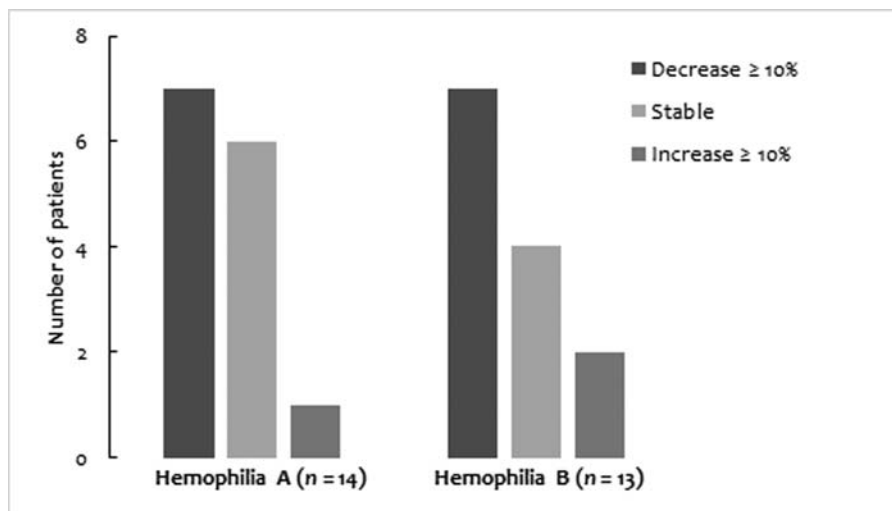 8
6
4
2
0
Number of patients
Decrease ≥ 10%
Stable
Increase ≥ 10%
Hemophilia A (n = 14)
Hemophilia B (n = 13)